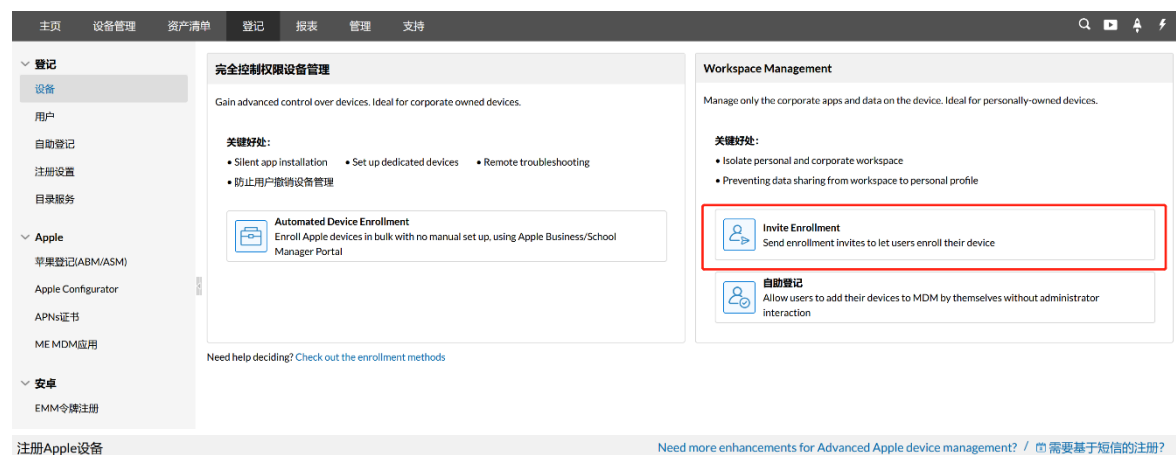 主页 设备管理 资产清单 登记 报表 管理 支持
登记
设备
用户
自助登记
注册设置
目录服务
Apple
苹果登记(ABM/ASM)
Apple Configurator
APNs证书
ME MDM应用
安卓
EMM令牌注册
完全控制权限设备管理
Gain advanced control over devices. Ideal for corporate owned devices.
关键好处：
• Silent app installation • Set up dedicated devices • Remote troubleshooting
• 防止用户撤销设备管理
Automated Device Enrollment
Enroll Apple devices in bulk with no manual set up, using Apple Business/School
Manager Portal
Workspace Management
Manage only the corporate apps and data on the device. Ideal for personally-owned devices.
关键好处：
• Isolate personal and corporate workspace
• Preventing data sharing from workspace to personal profile
Invite Enrollment
Send enrollment invites to let users enroll their device
自助登记
Allow users to add their devices to MDM by themselves without administrator
interaction
Need help deciding? Check out the enrollment methods
注册Apple设备
Need more enhancements for Advanced Apple device management? / 需要基于短信的注册?